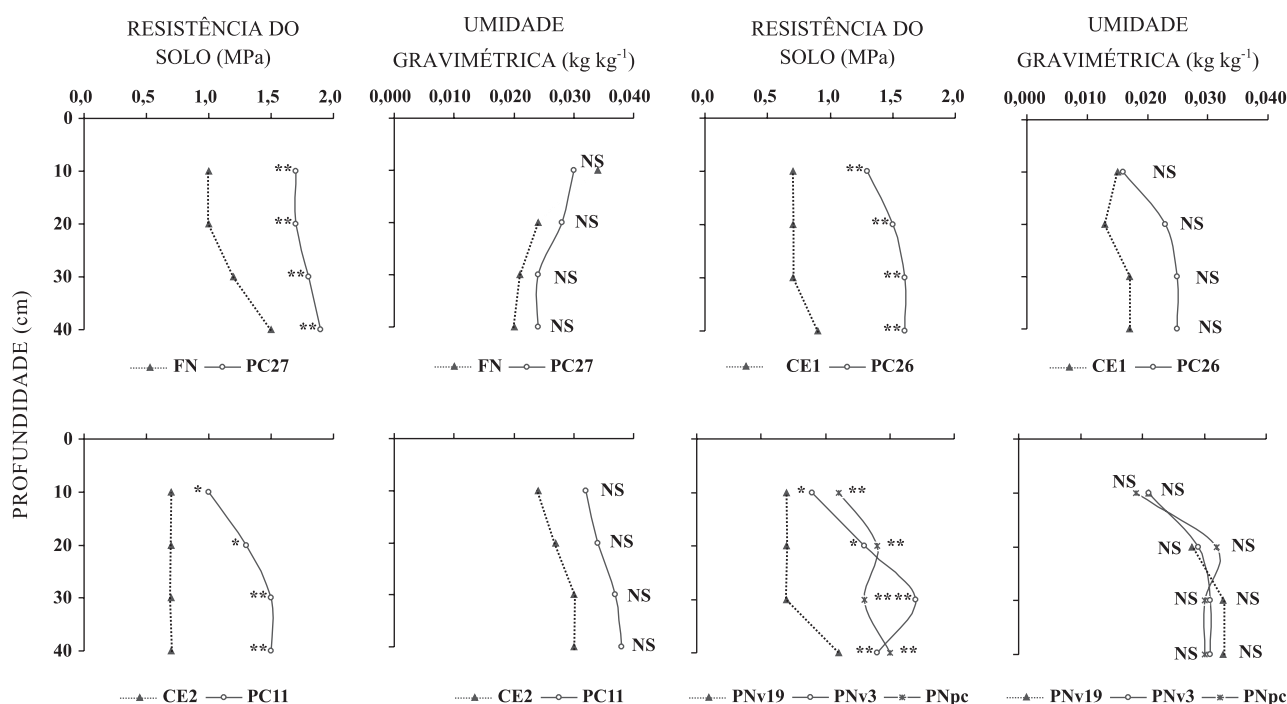 RESISTÊNCIA DO
SOLO (MPa)
UMIDADE
GRAVIMÉTRICA (kg kg⁻¹)
RESISTÊNCIA DO
SOLO (MPa)
UMIDADE
GRAVIMÉTRICA (kg kg⁻¹)
0,0 0,5 1,0 1,5 2,0
0,000 0,010 0,020 0,030 0,040
0,0 0,5 1,0 1,5 2,0
0,000 0,010 0,020 0,030 0,040
PROFUNDIDADE (cm)
0
10
20
30
40
**
**
**
**
FN PC27
NS
NS
NS
NS
FN PC27
**
**
**
**
CE1 PC26
NS
NS
NS
NS
CE1 PC26
0
10
20
30
40
*
*
**
**
CE2 PC11
NS
NS
NS
NS
CE2 PC11
* **
* **
****
** **
PNv19 PNv3 PNpc
NS NS
NS NS
NS NS
NS NS
PNv19 PNv3 PNpc